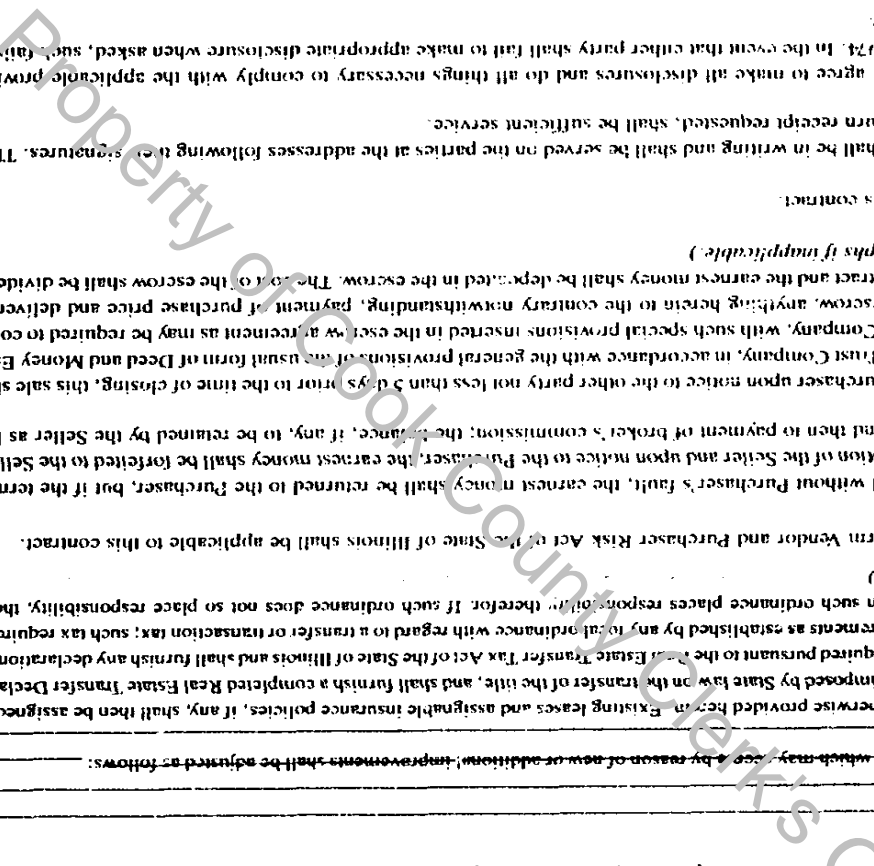 which may accrue by reason of new or additional improvements shall be adjusted as follows:
herwise provided herein. Existing leases and assignable insurance policies, if any, shall then be assigned
imposed by State law on the transfer of the title, and shall furnish a completed Real Estate Transfer Decla
quired pursuant to the Real Estate Transfer Tax Act of the State of Illinois and shall furnish any declaration
rements as established by any local ordinance with regard to a transfer or transaction tax; such tax require
n such ordinance places responsibility therefor. If such ordinance does not so place responsibility, the
)
rm Vendor and Purchaser Risk Act of the State of Illinois shall be applicable to this contract.
l without Purchaser's fault, the earnest money shall be returned to the Purchaser, but if the term
tion of the Seller and upon notice to the Purchaser, the earnest money shall be forfeited to the Sell
nd then to payment of broker's commission; the balance, if any, to be retained by the Seller as l
urchaser upon notice to the other party not less than 5 days prior to the time of closing, this sale sh
Trust Company, in accordance with the general provisions of the usual form of Deed and Money E
Company, with such special provisions inserted in the escrow agreement as may be required to co
scrow, anything herein to the contrary notwithstanding, payment of purchase price and deliver
tract and the earnest money shall be deposited in the escrow. The cost of the escrow shall be divide
phs if inapplicable.)
s contract.
hall be in writing and shall be served on the parties at the addresses following their signatures. Th
urn receipt requested, shall be sufficient service.
agree to make all disclosures and do all things necessary to comply with the applicable provi
974. In the event that either party shall fail to make appropriate disclosure when asked, such failu
Property of Cook County Clerk's O